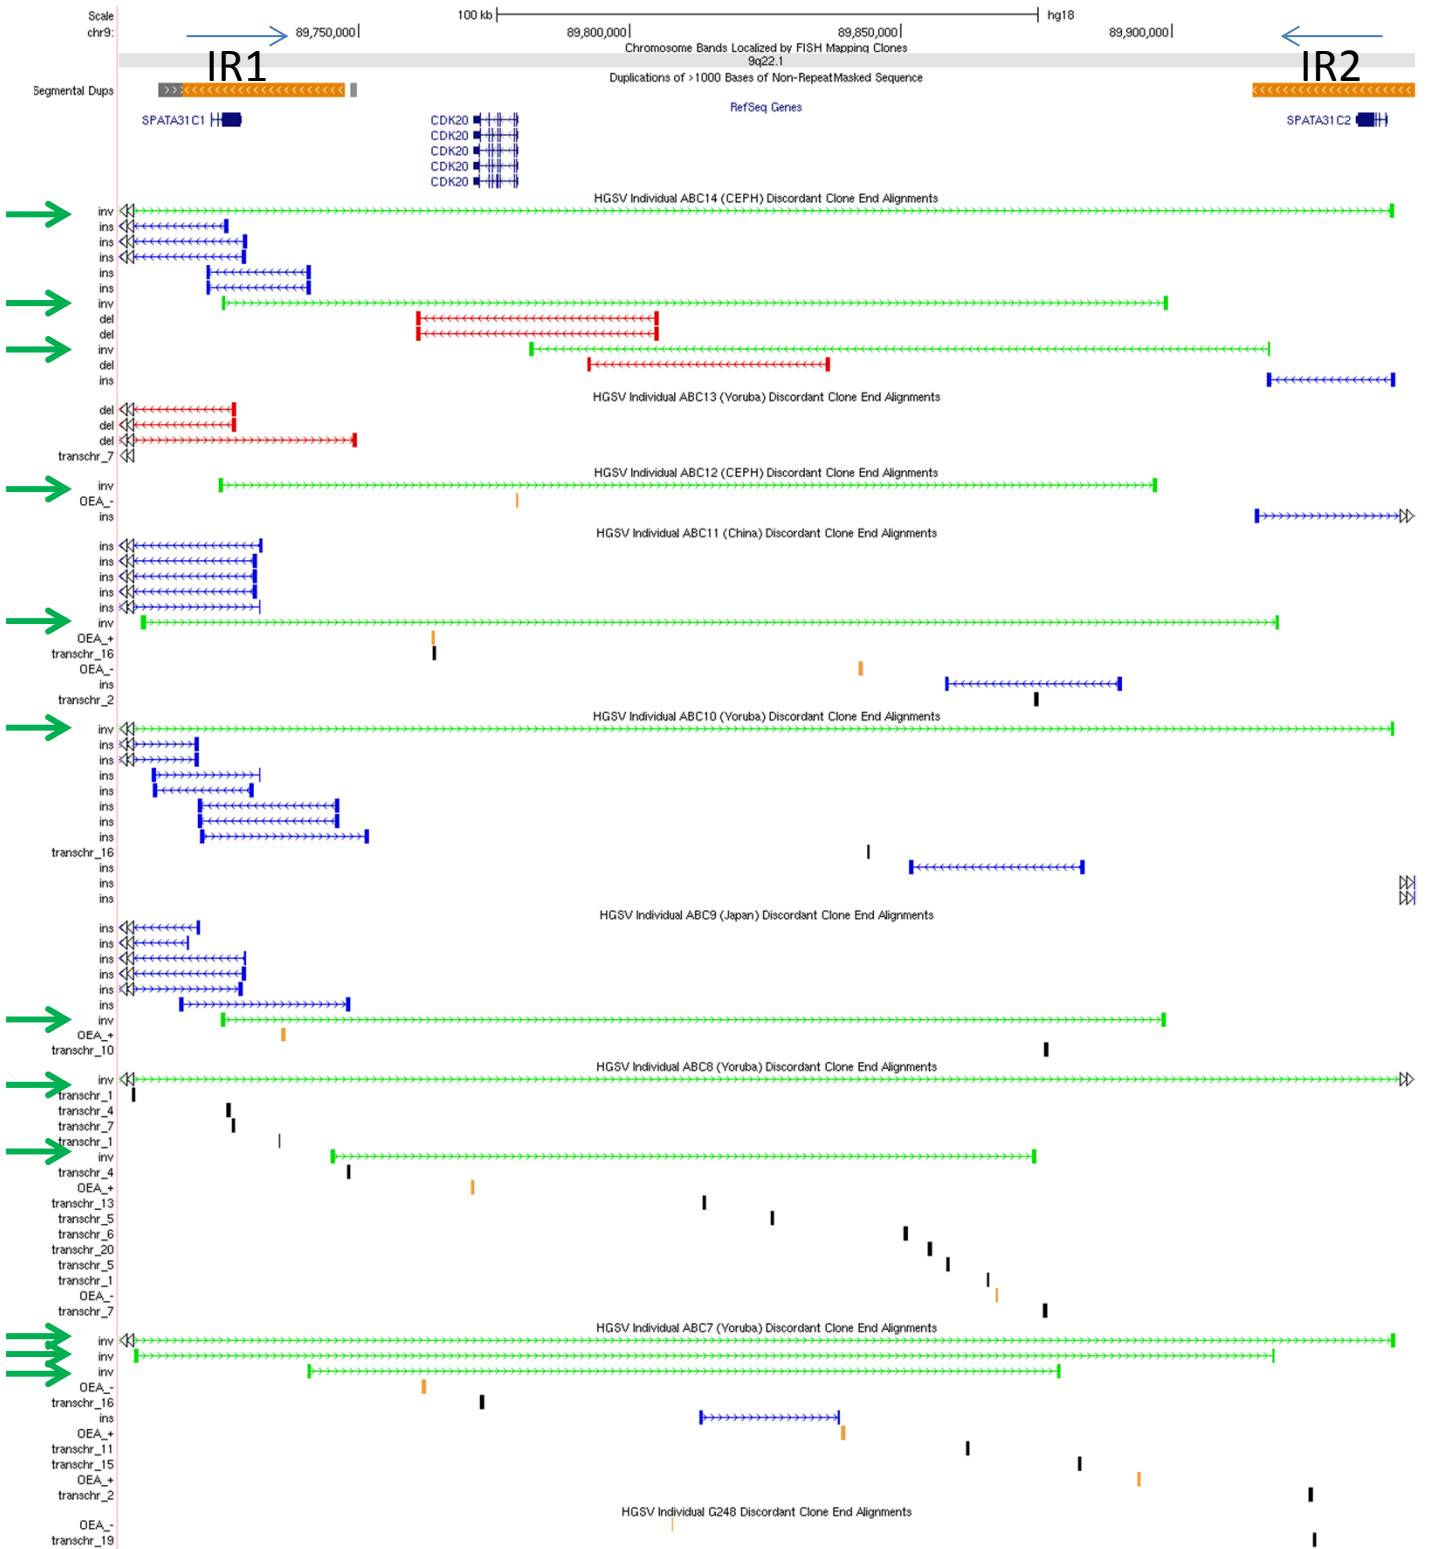 Scale 100 kb hg18
chr9: 89,750,000 89,800,000 89,850,000 89,900,000
Chromosome Bands Localized by FISH Mapping Clones
9q22.1
IR1 IR2
Duplications of >1000 Bases of Non-RepeatMasked Sequence
Segmental Dups
RefSeq Genes
SPATA31C1 CDK20 SPATA31C2
CDK20
CDK20
CDK20
CDK20
HGSV Individual ABC14 (CEPH) Discordant Clone End Alignments
inv
ins
ins
ins
ins
ins
inv
del
del
inv
del
ins
HGSV Individual ABC13 (Yoruba) Discordant Clone End Alignments
del
del
del
transchr_7
HGSV Individual ABC12 (CEPH) Discordant Clone End Alignments
inv
OEA_-
ins
HGSV Individual ABC11 (China) Discordant Clone End Alignments
ins
ins
ins
ins
ins
inv
OEA_+
transchr_16
OEA_-
ins
transchr_2
HGSV Individual ABC10 (Yoruba) Discordant Clone End Alignments
inv
ins
ins
ins
ins
ins
ins
ins
transchr_16
ins
ins
ins
HGSV Individual ABC9 (Japan) Discordant Clone End Alignments
ins
ins
ins
ins
ins
ins
inv
OEA_+
transchr_10
HGSV Individual ABC8 (Yoruba) Discordant Clone End Alignments
inv
transchr_1
transchr_4
transchr_7
transchr_1
inv
transchr_4
OEA_+
transchr_13
transchr_5
transchr_6
transchr_20
transchr_5
transchr_1
OEA_-
transchr_7
HGSV Individual ABC7 (Yoruba) Discordant Clone End Alignments
inv
inv
inv
OEA_-
transchr_16
ins
OEA_+
transchr_11
transchr_15
OEA_+
transchr_2
HGSV Individual G248 Discordant Clone End Alignments
OEA_-
transchr_19